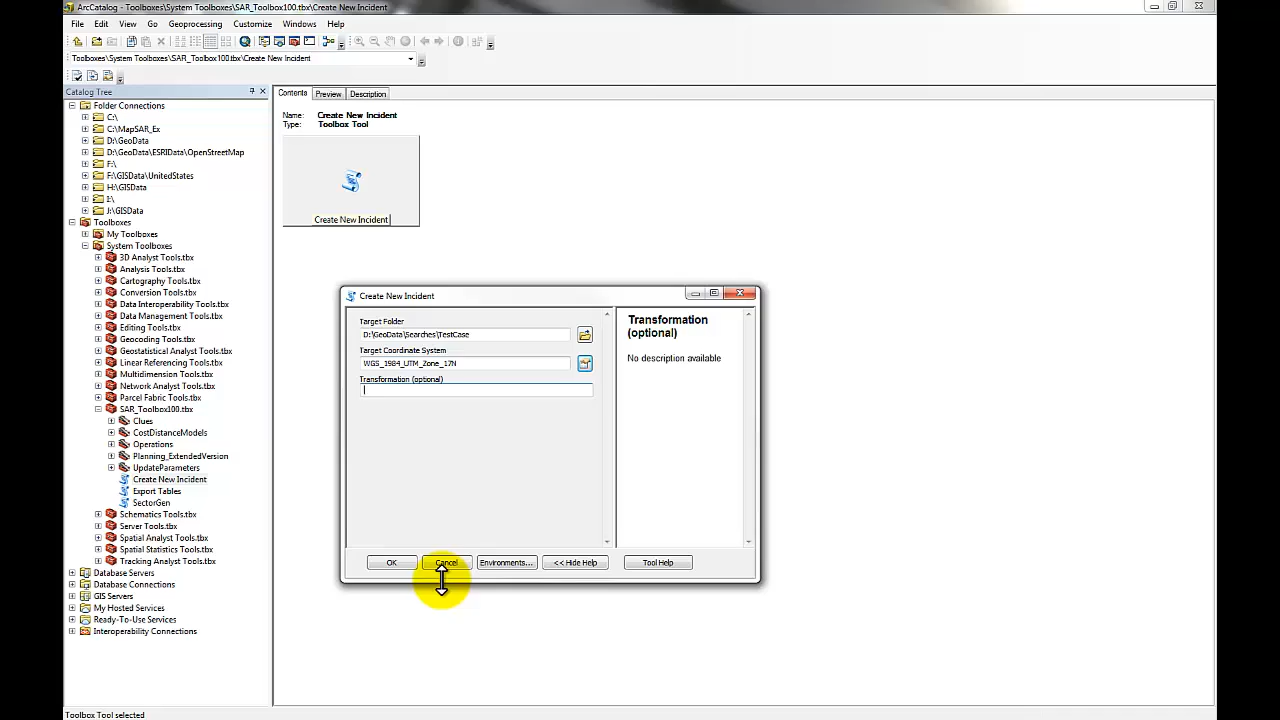 ArcCatalog - Toolboxes\System Toolboxes\SAR_Toolbox100.tbx\Create New Incident
File Edit View Go Geoprocessing Customize Windows Help
Toolboxes\System Toolboxes\SAR_Toolbox100.tbx\Create New Incident
Catalog Tree
Folder Connections
C:\
C:\MapSAR_Ex
D:\GeoData
D:\GeoData\ESRIData\OpenStreetMap
F:\
F:\GISData\UnitedStates
H:\GISData
I:\
J:\GISData
Toolboxes
My Toolboxes
System Toolboxes
3D Analyst Tools.tbx
Analysis Tools.tbx
Cartography Tools.tbx
Conversion Tools.tbx
Data Interoperability Tools.tbx
Data Management Tools.tbx
Editing Tools.tbx
Geocoding Tools.tbx
Geostatistical Analyst Tools.tbx
Linear Referencing Tools.tbx
Multidimension Tools.tbx
Network Analyst Tools.tbx
Parcel Fabric Tools.tbx
SAR_Toolbox100.tbx
Clues
CostDistanceModels
Operations
Planning_ExtendedVersion
UpdateParameters
Create New Incident
Export Tables
SectorGen
Schematics Tools.tbx
Server Tools.tbx
Spatial Analyst Tools.tbx
Spatial Statistics Tools.tbx
Tracking Analyst Tools.tbx
Database Servers
Database Connections
GIS Servers
My Hosted Services
Ready-To-Use Services
Interoperability Connections
Contents Preview Description
Name: Create New Incident
Type: Toolbox Tool
Create New Incident
Create New Incident
Target Folder
D:\GeoData\Searches\TestCase
Target Coordinate System
WGS_1984_UTM_Zone_17N
Transformation (optional)
Transformation
(optional)
No description available
OK Cancel Environments... << Hide Help Tool Help
Toolbox Tool selected